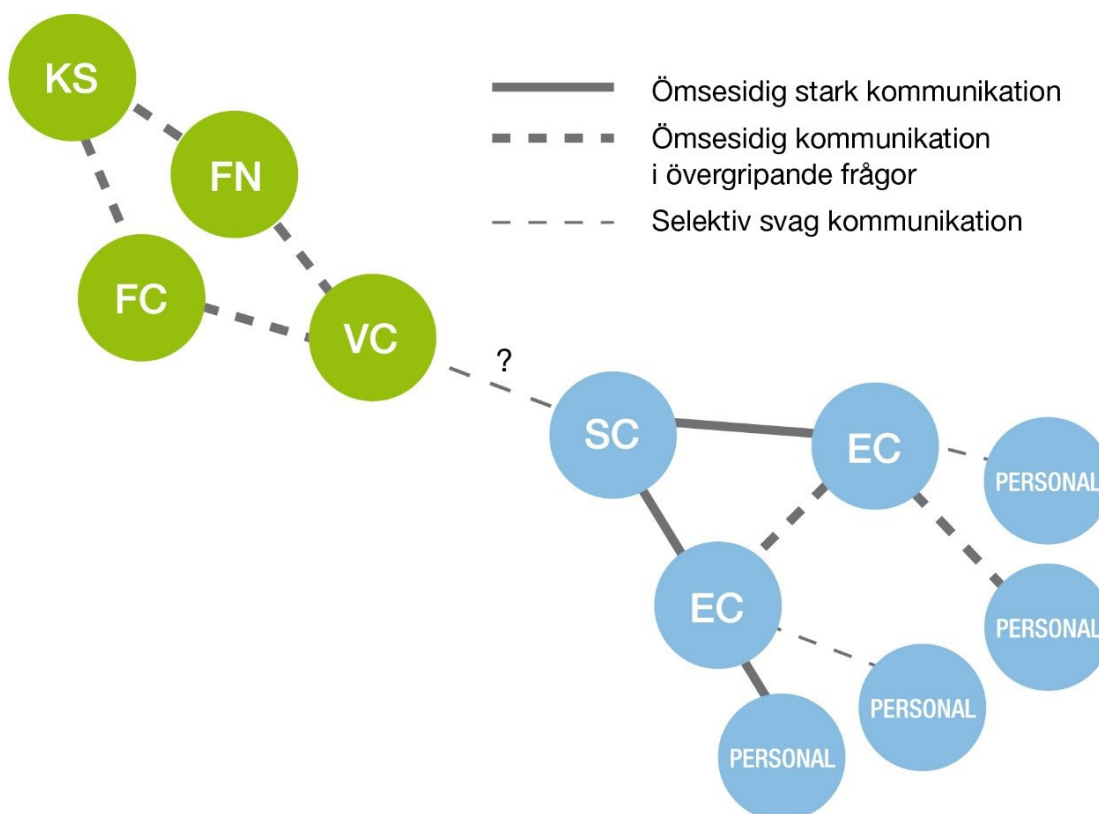 KS
FN
FC
VC
Ömsesidig stark kommunikation
Ömsesidig kommunikation
i övergripande frågor
Selektiv svag kommunikation
?
SC
EC
PERSONAL
EC
PERSONAL
PERSONAL
PERSONAL